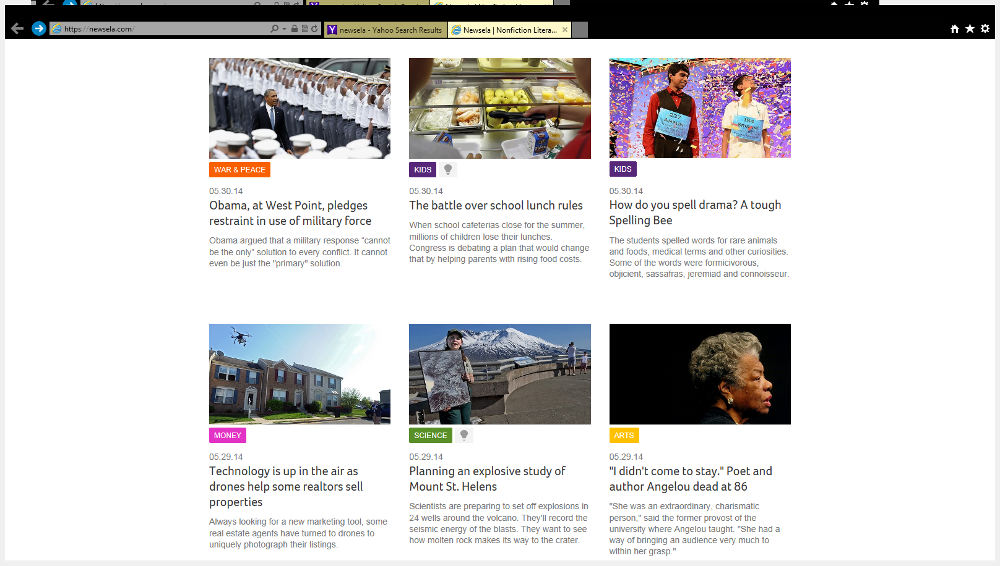 https://newsela.com/
newsela - Yahoo Search Results
Newsela | Nonfiction Litera...
WAR & PEACE
05.30.14
Obama, at West Point, pledges
restraint in use of military force
Obama argued that a military response “cannot
be the only” solution to every conflict. It cannot
even be just the "primary" solution.
KIDS
05.30.14
The battle over school lunch rules
When school cafeterias close for the summer,
millions of children lose their lunches.
Congress is debating a plan that would change
that by helping parents with rising food costs.
237
ANSUN
154
SRIRAM
KIDS
05.30.14
How do you spell drama? A tough
Spelling Bee
The students spelled words for rare animals
and foods, medical terms and other curiosities.
Some of the words were formicivorous,
objicient, sassafras, jeremiad and connoisseur.
MONEY
05.29.14
Technology is up in the air as
drones help some realtors sell
properties
Always looking for a new marketing tool, some
real estate agents have turned to drones to
uniquely photograph their listings.
SCIENCE
05.29.14
Planning an explosive study of
Mount St. Helens
Scientists are preparing to set off explosions in
24 wells around the volcano. They'll record the
seismic energy of the blasts. They want to see
how molten rock makes its way to the crater.
ARTS
05.29.14
"I didn't come to stay." Poet and
author Angelou dead at 86
"She was an extraordinary, charismatic
person," said the former provost of the
university where Angelou taught. "She had a
way of bringing an audience very much to
within her grasp."